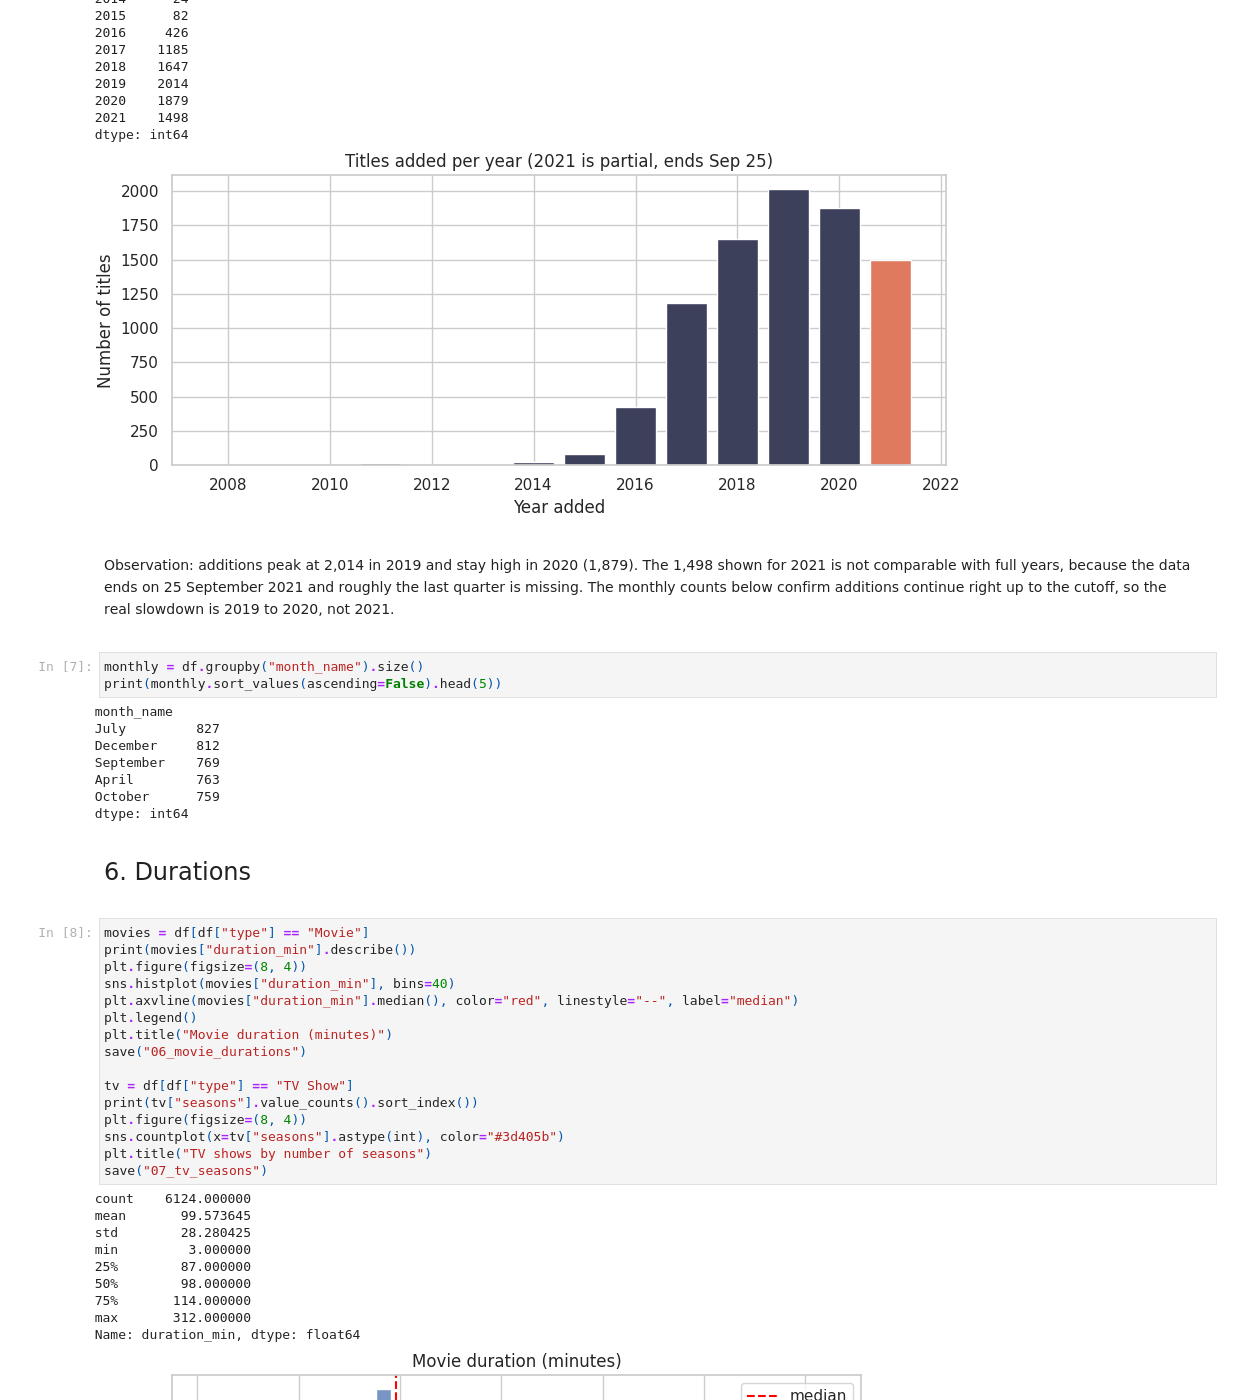 2014 24
2015 82
2016 426
2017 1185
2018 1647
2019 2014
2020 1879
2021 1498
dtype: int64
Titles added per year (2021 is partial, ends Sep 25)
2000
1750
1500
1250
1000
750
500
250
0
Number of titles
2008 2010 2012 2014 2016 2018 2020 2022
Year added
Observation: additions peak at 2,014 in 2019 and stay high in 2020 (1,879). The 1,498 shown for 2021 is not comparable with full years, because the data
ends on 25 September 2021 and roughly the last quarter is missing. The monthly counts below confirm additions continue right up to the cutoff, so the
real slowdown is 2019 to 2020, not 2021.
In [7]:
monthly = df.groupby("month_name").size()
print(monthly.sort_values(ascending=False).head(5))
month_name
July 827
December 812
September 769
April 763
October 759
dtype: int64
6. Durations
In [8]:
movies = df[df["type"] == "Movie"]
print(movies["duration_min"].describe())
plt.figure(figsize=(8, 4))
sns.histplot(movies["duration_min"], bins=40)
plt.axvline(movies["duration_min"].median(), color="red", linestyle="--", label="median")
plt.legend()
plt.title("Movie duration (minutes)")
save("06_movie_durations")
tv = df[df["type"] == "TV Show"]
print(tv["seasons"].value_counts().sort_index())
plt.figure(figsize=(8, 4))
sns.countplot(x=tv["seasons"].astype(int), color="#3d405b")
plt.title("TV shows by number of seasons")
save("07_tv_seasons")
count 6124.000000
mean 99.573645
std 28.280425
min 3.000000
25% 87.000000
50% 98.000000
75% 114.000000
max 312.000000
Name: duration_min, dtype: float64
Movie duration (minutes)
median